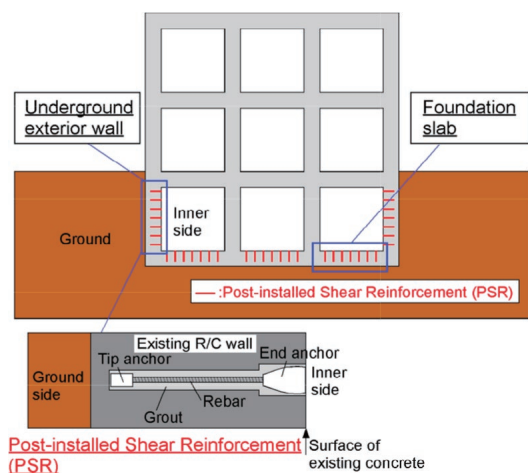 Underground
exterior wall
Foundation
slab
Inner
side
Ground
:Post-installed Shear Reinforcement (PSR)
Existing R/C wall
Tip anchor
End anchor
Ground
side
Inner
side
Rebar
Grout
Post-installed Shear Reinforcement
(PSR)
Surface of
existing concrete